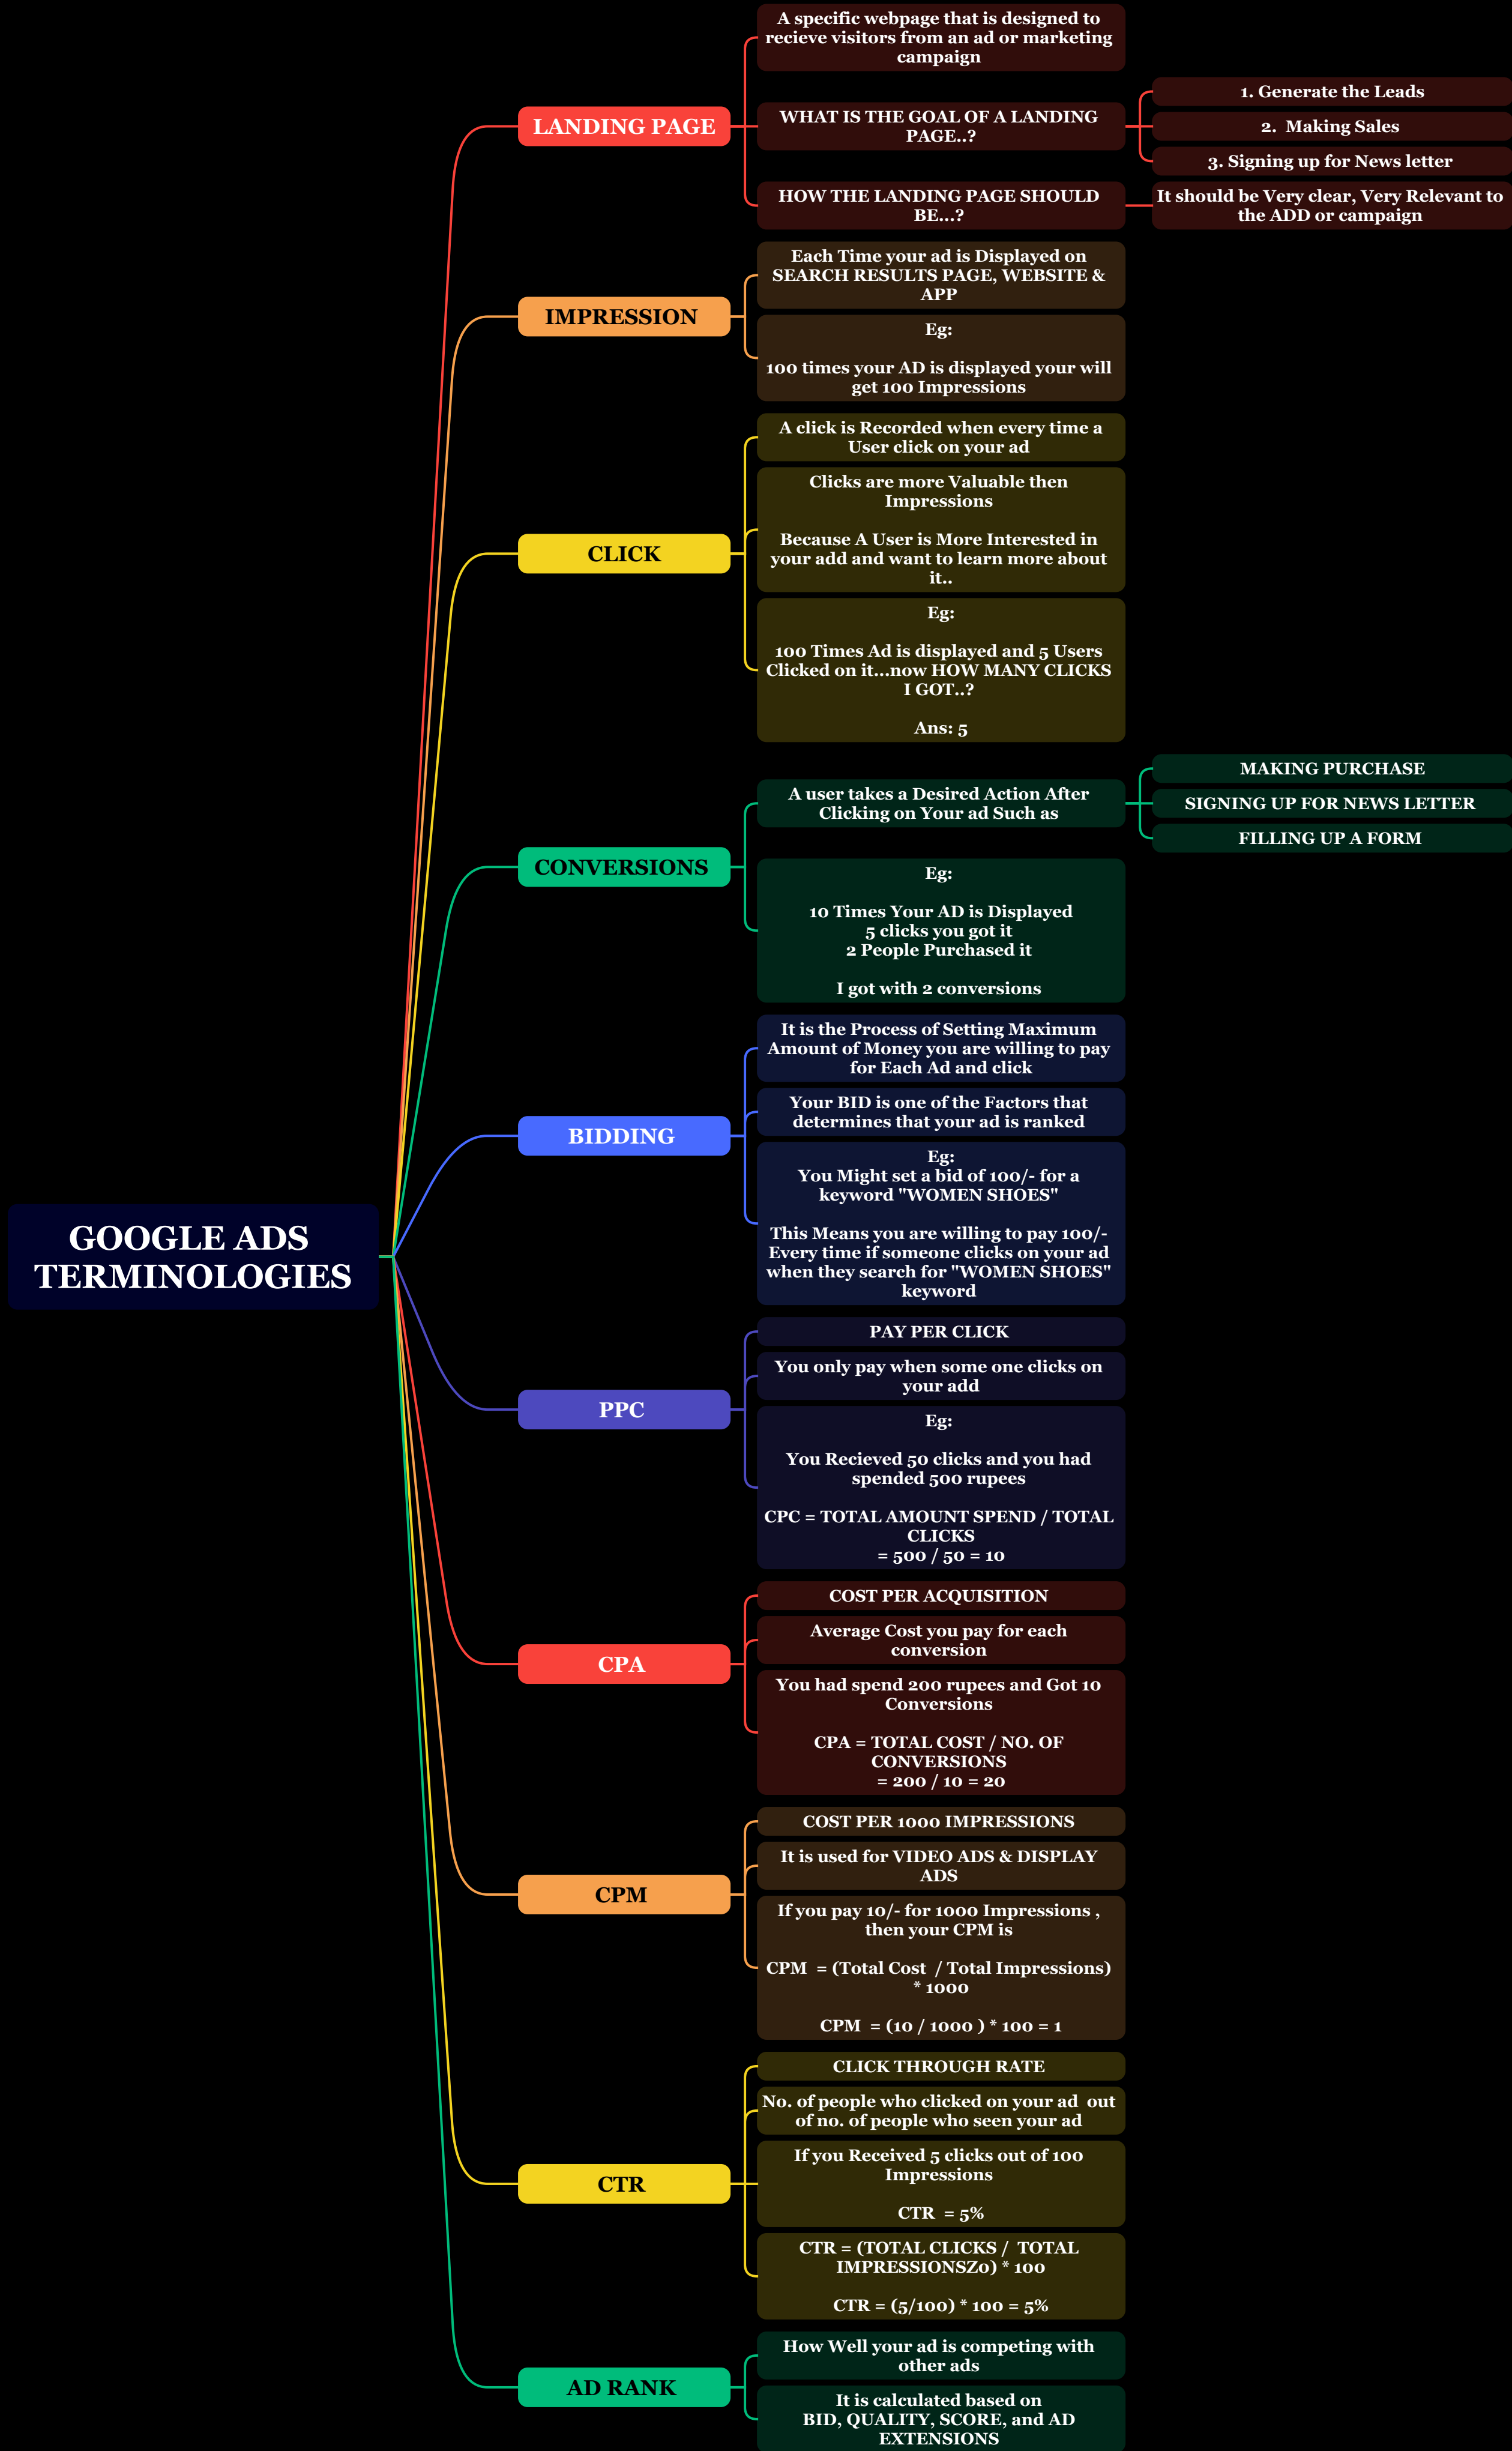 GOOGLE ADS
TERMINOLOGIES
LANDING PAGE
A specific webpage that is designed to
recieve visitors from an ad or marketing
campaign
WHAT IS THE GOAL OF A LANDING
PAGE..?
1. Generate the Leads
2. Making Sales
3. Signing up for News letter
HOW THE LANDING PAGE SHOULD
BE...?
It should be Very clear, Very Relevant to
the ADD or campaign
IMPRESSION
Each Time your ad is Displayed on
SEARCH RESULTS PAGE, WEBSITE &
APP
Eg:
100 times your AD is displayed your will
get 100 Impressions
CLICK
A click is Recorded when every time a
User click on your ad
Clicks are more Valuable then
Impressions
Because A User is More Interested in
your add and want to learn more about
it..
Eg:
100 Times Ad is displayed and 5 Users
Clicked on it...now HOW MANY CLICKS
I GOT..?
Ans: 5
CONVERSIONS
A user takes a Desired Action After
Clicking on Your ad Such as
MAKING PURCHASE
SIGNING UP FOR NEWS LETTER
FILLING UP A FORM
Eg:
10 Times Your AD is Displayed
5 clicks you got it
2 People Purchased it
I got with 2 conversions
BIDDING
It is the Process of Setting Maximum
Amount of Money you are willing to pay
for Each Ad and click
Your BID is one of the Factors that
determines that your ad is ranked
Eg:
You Might set a bid of 100/- for a
keyword "WOMEN SHOES"
This Means you are willing to pay 100/-
Every time if someone clicks on your ad
when they search for "WOMEN SHOES"
keyword
PPC
PAY PER CLICK
You only pay when some one clicks on
your add
Eg:
You Recieved 50 clicks and you had
spended 500 rupees
CPC = TOTAL AMOUNT SPEND / TOTAL
CLICKS
= 500 / 50 = 10
CPA
COST PER ACQUISITION
Average Cost you pay for each
conversion
You had spend 200 rupees and Got 10
Conversions
CPA = TOTAL COST / NO. OF
CONVERSIONS
= 200 / 10 = 20
CPM
COST PER 1000 IMPRESSIONS
It is used for VIDEO ADS & DISPLAY
ADS
If you pay 10/- for 1000 Impressions ,
then your CPM is
CPM = (Total Cost / Total Impressions)
* 1000
CPM = (10 / 1000 ) * 100 = 1
CTR
CLICK THROUGH RATE
No. of people who clicked on your ad out
of no. of people who seen your ad
If you Received 5 clicks out of 100
Impressions
CTR = 5%
CTR = (TOTAL CLICKS / TOTAL
IMPRESSIONSZ0) * 100
CTR = (5/100) * 100 = 5%
AD RANK
How Well your ad is competing with
other ads
It is calculated based on
BID, QUALITY, SCORE, and AD
EXTENSIONS